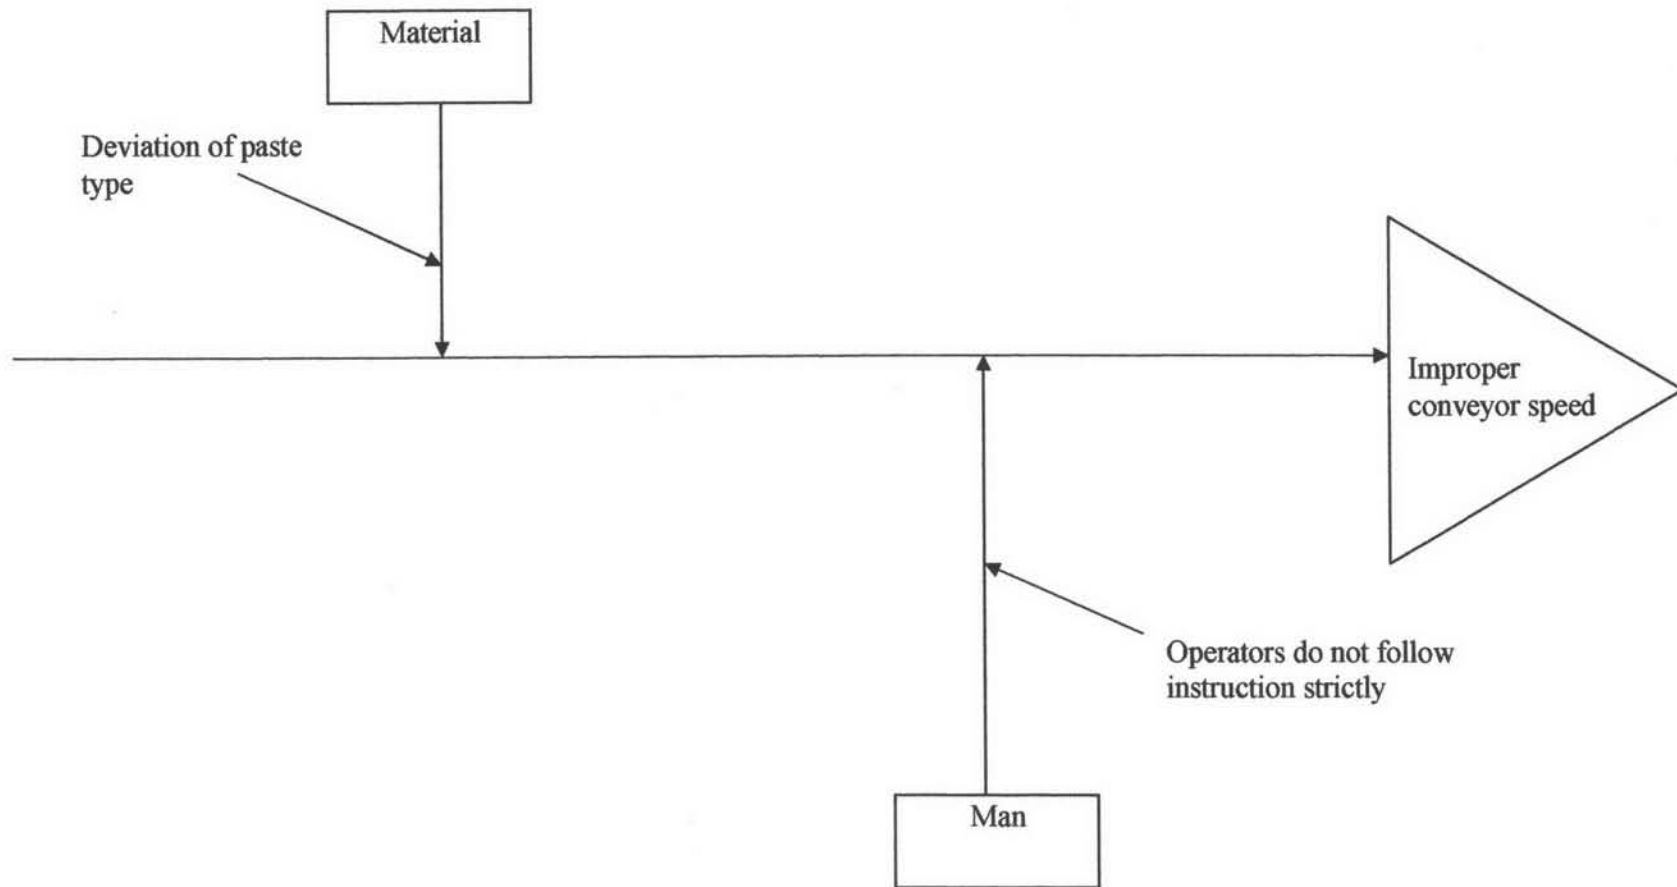 Material
Deviation of paste
type
Improper
conveyor speed
Operators do not follow
instruction strictly
Man